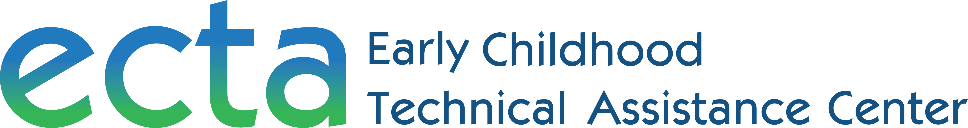 ecta
Early Childhood
Technical Assistance Center